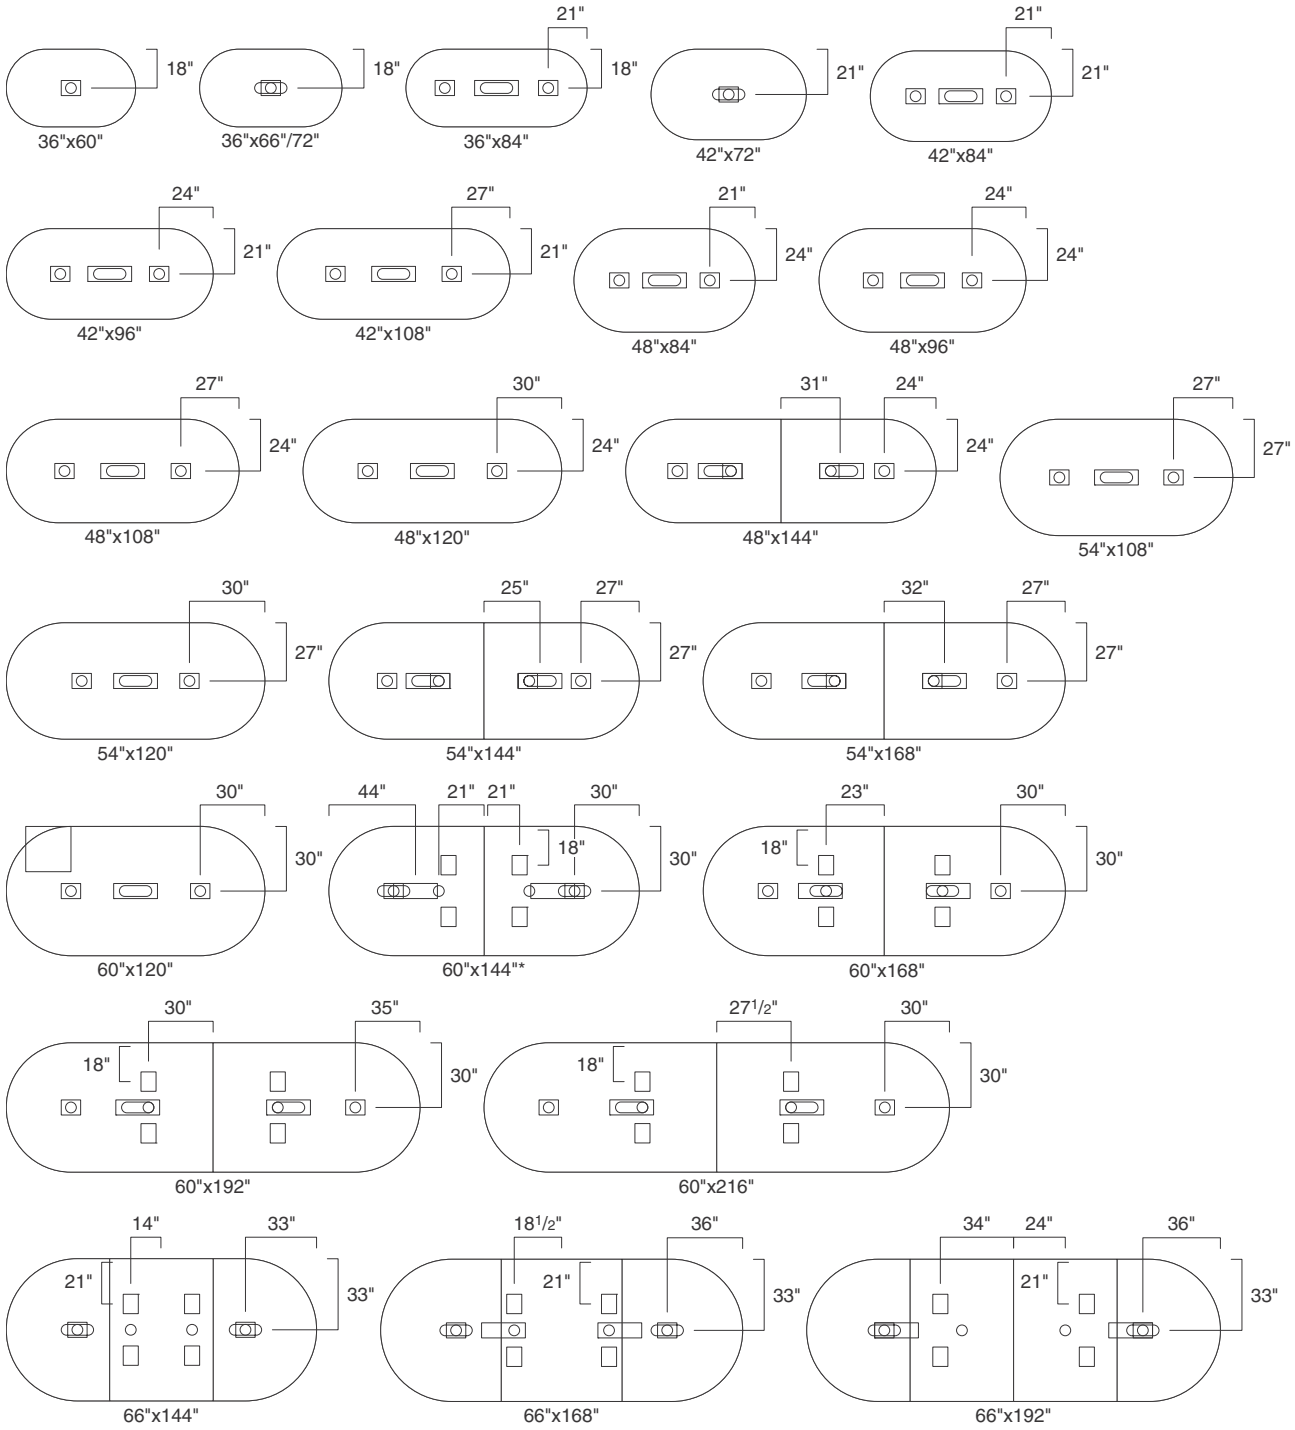 21" 21"
18" 18" 18" 21" 21"
36"x60" 36"x66"/72" 36"x84" 42"x72" 42"x84"
24" 27" 21" 24"
21" 21" 24" 24"
42"x96" 42"x108" 48"x84" 48"x96"
27" 30" 31" 24" 27"
24" 24" 24" 27"
48"x108" 48"x120" 48"x144" 54"x108"
30" 25" 27" 32" 27"
27" 27" 27"
54"x120" 54"x144" 54"x168"
30" 44" 21" 21" 30" 23" 30"
30" 18" 30" 18" 30"
60"x120" 60"x144"* 60"x168"
30" 35" 27½" 30"
18" 30" 18" 30"
60"x192" 60"x216"
14" 33" 18½" 36" 34" 24" 36"
21" 33" 21" 33" 21" 33"
66"x144" 66"x168" 66"x192"